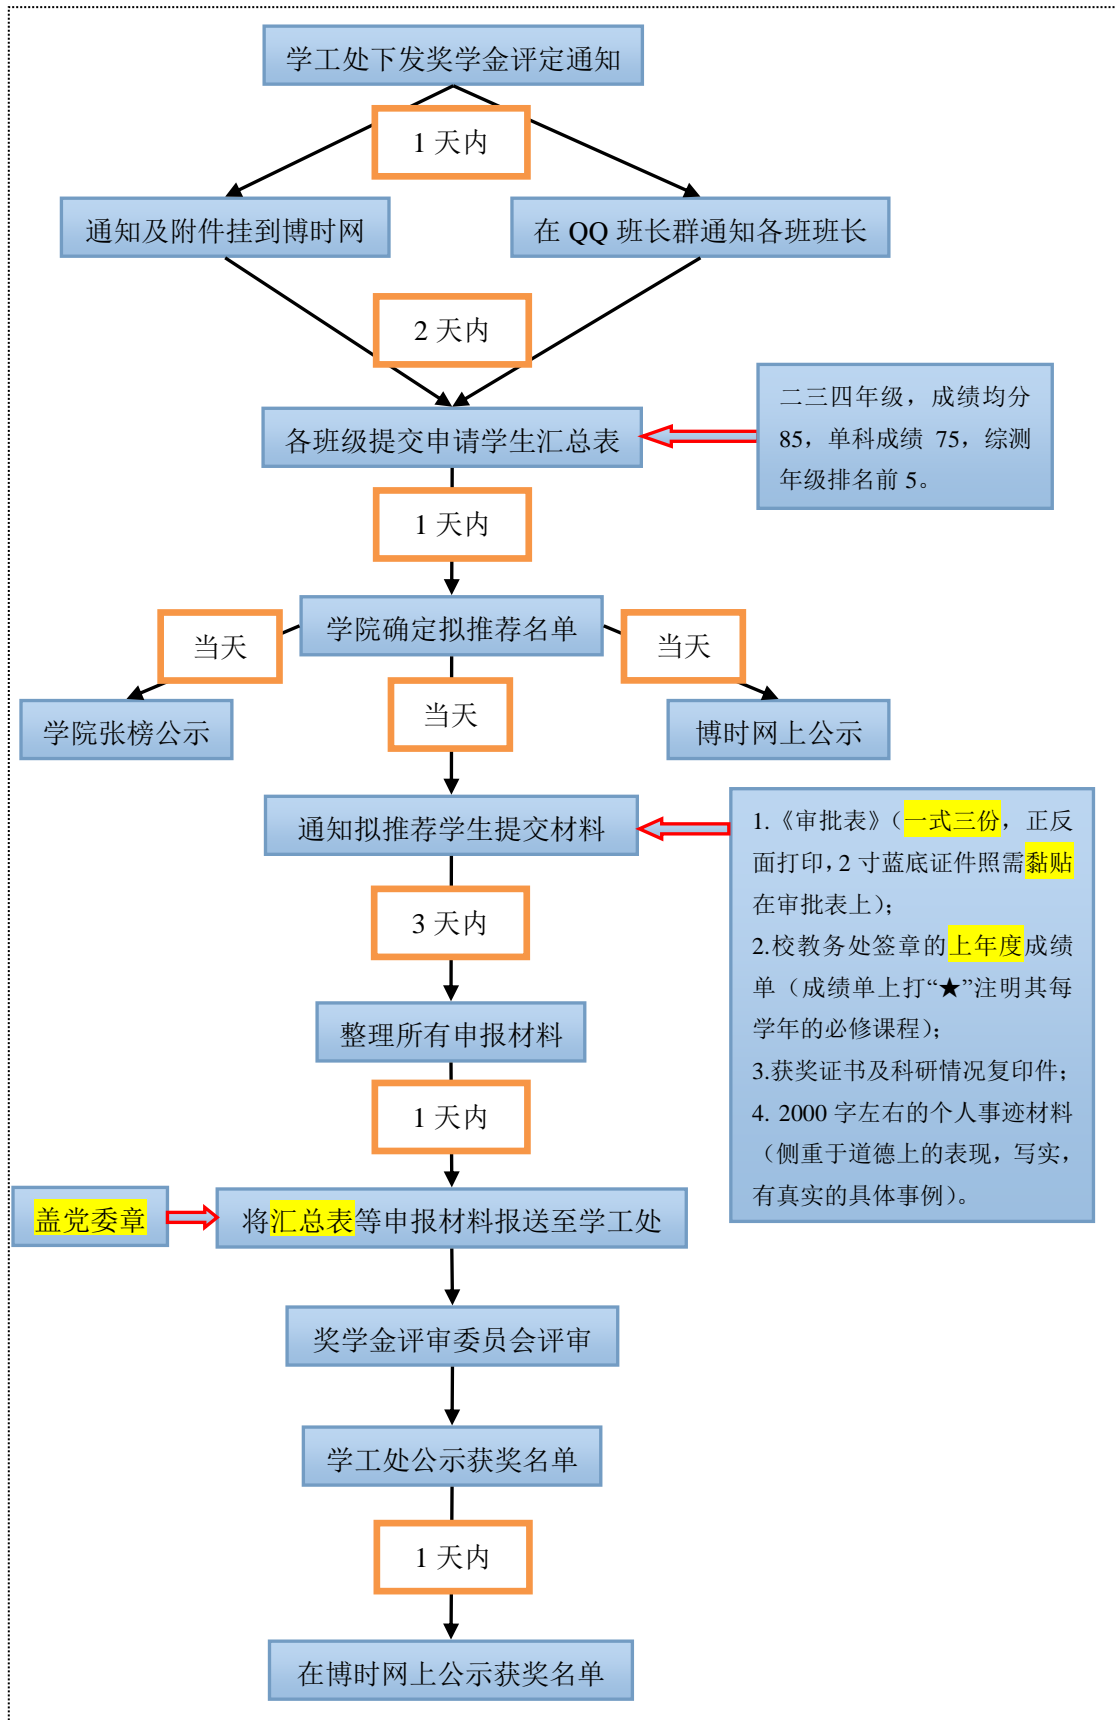 学工处下发奖学金评定通知
1 天内
通知及附件挂到博时网
在 QQ 班长群通知各班班长
2 天内
各班级提交申请学生汇总表
二三四年级，成绩均分
85，单科成绩 75，综测
年级排名前 5。
1 天内
学院确定拟推荐名单
当天
当天
当天
学院张榜公示
博时网上公示
通知拟推荐学生提交材料
1.《审批表》（一式三份，正反
面打印，2 寸蓝底证件照需黏贴
在审批表上）；
2.校教务处签章的上年度成绩
单（成绩单上打“★”注明其每
学年的必修课程）；
3.获奖证书及科研情况复印件；
4. 2000 字左右的个人事迹材料
（侧重于道德上的表现，写实，
有真实的具体事例）。
3 天内
整理所有申报材料
1 天内
盖党委章
将汇总表等申报材料报送至学工处
奖学金评审委员会评审
学工处公示获奖名单
1 天内
在博时网上公示获奖名单